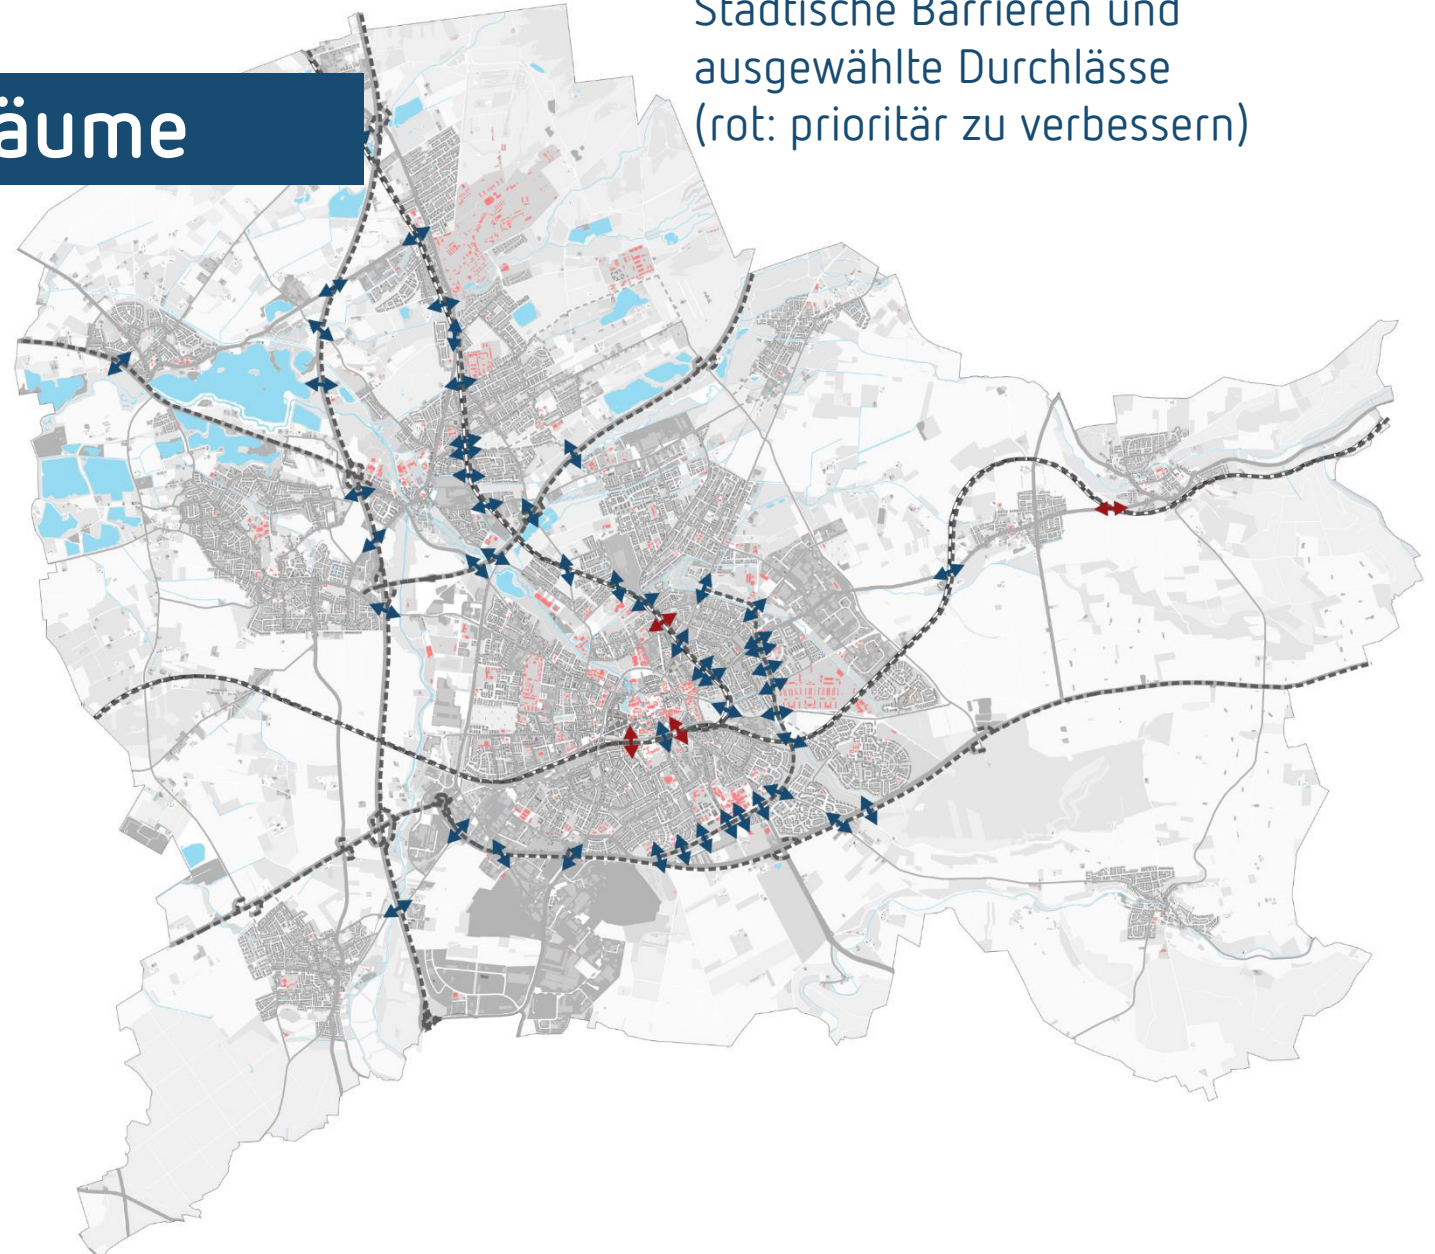 Städtische Barrieren und
ausgewählte Durchlässe
(rot: prioritär zu verbessern)
äume